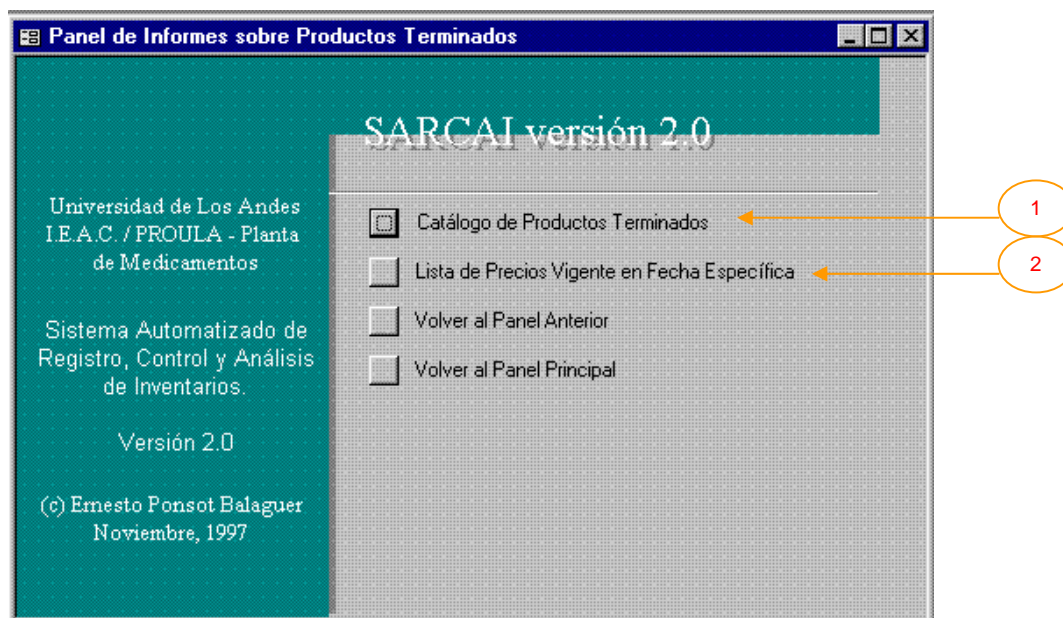 Panel de Informes sobre Productos Terminados
SARCAI versión 2.0
Universidad de Los Andes
I.E.A.C. / PROULA - Planta
de Medicamentos
Sistema Automatizado de
Registro, Control y Análisis
de Inventarios.
Versión 2.0
(c) Ernesto Ponsot Balaguer
Noviembre, 1997
Catálogo de Productos Terminados
Lista de Precios Vigente en Fecha Específica
Volver al Panel Anterior
Volver al Panel Principal
1
2